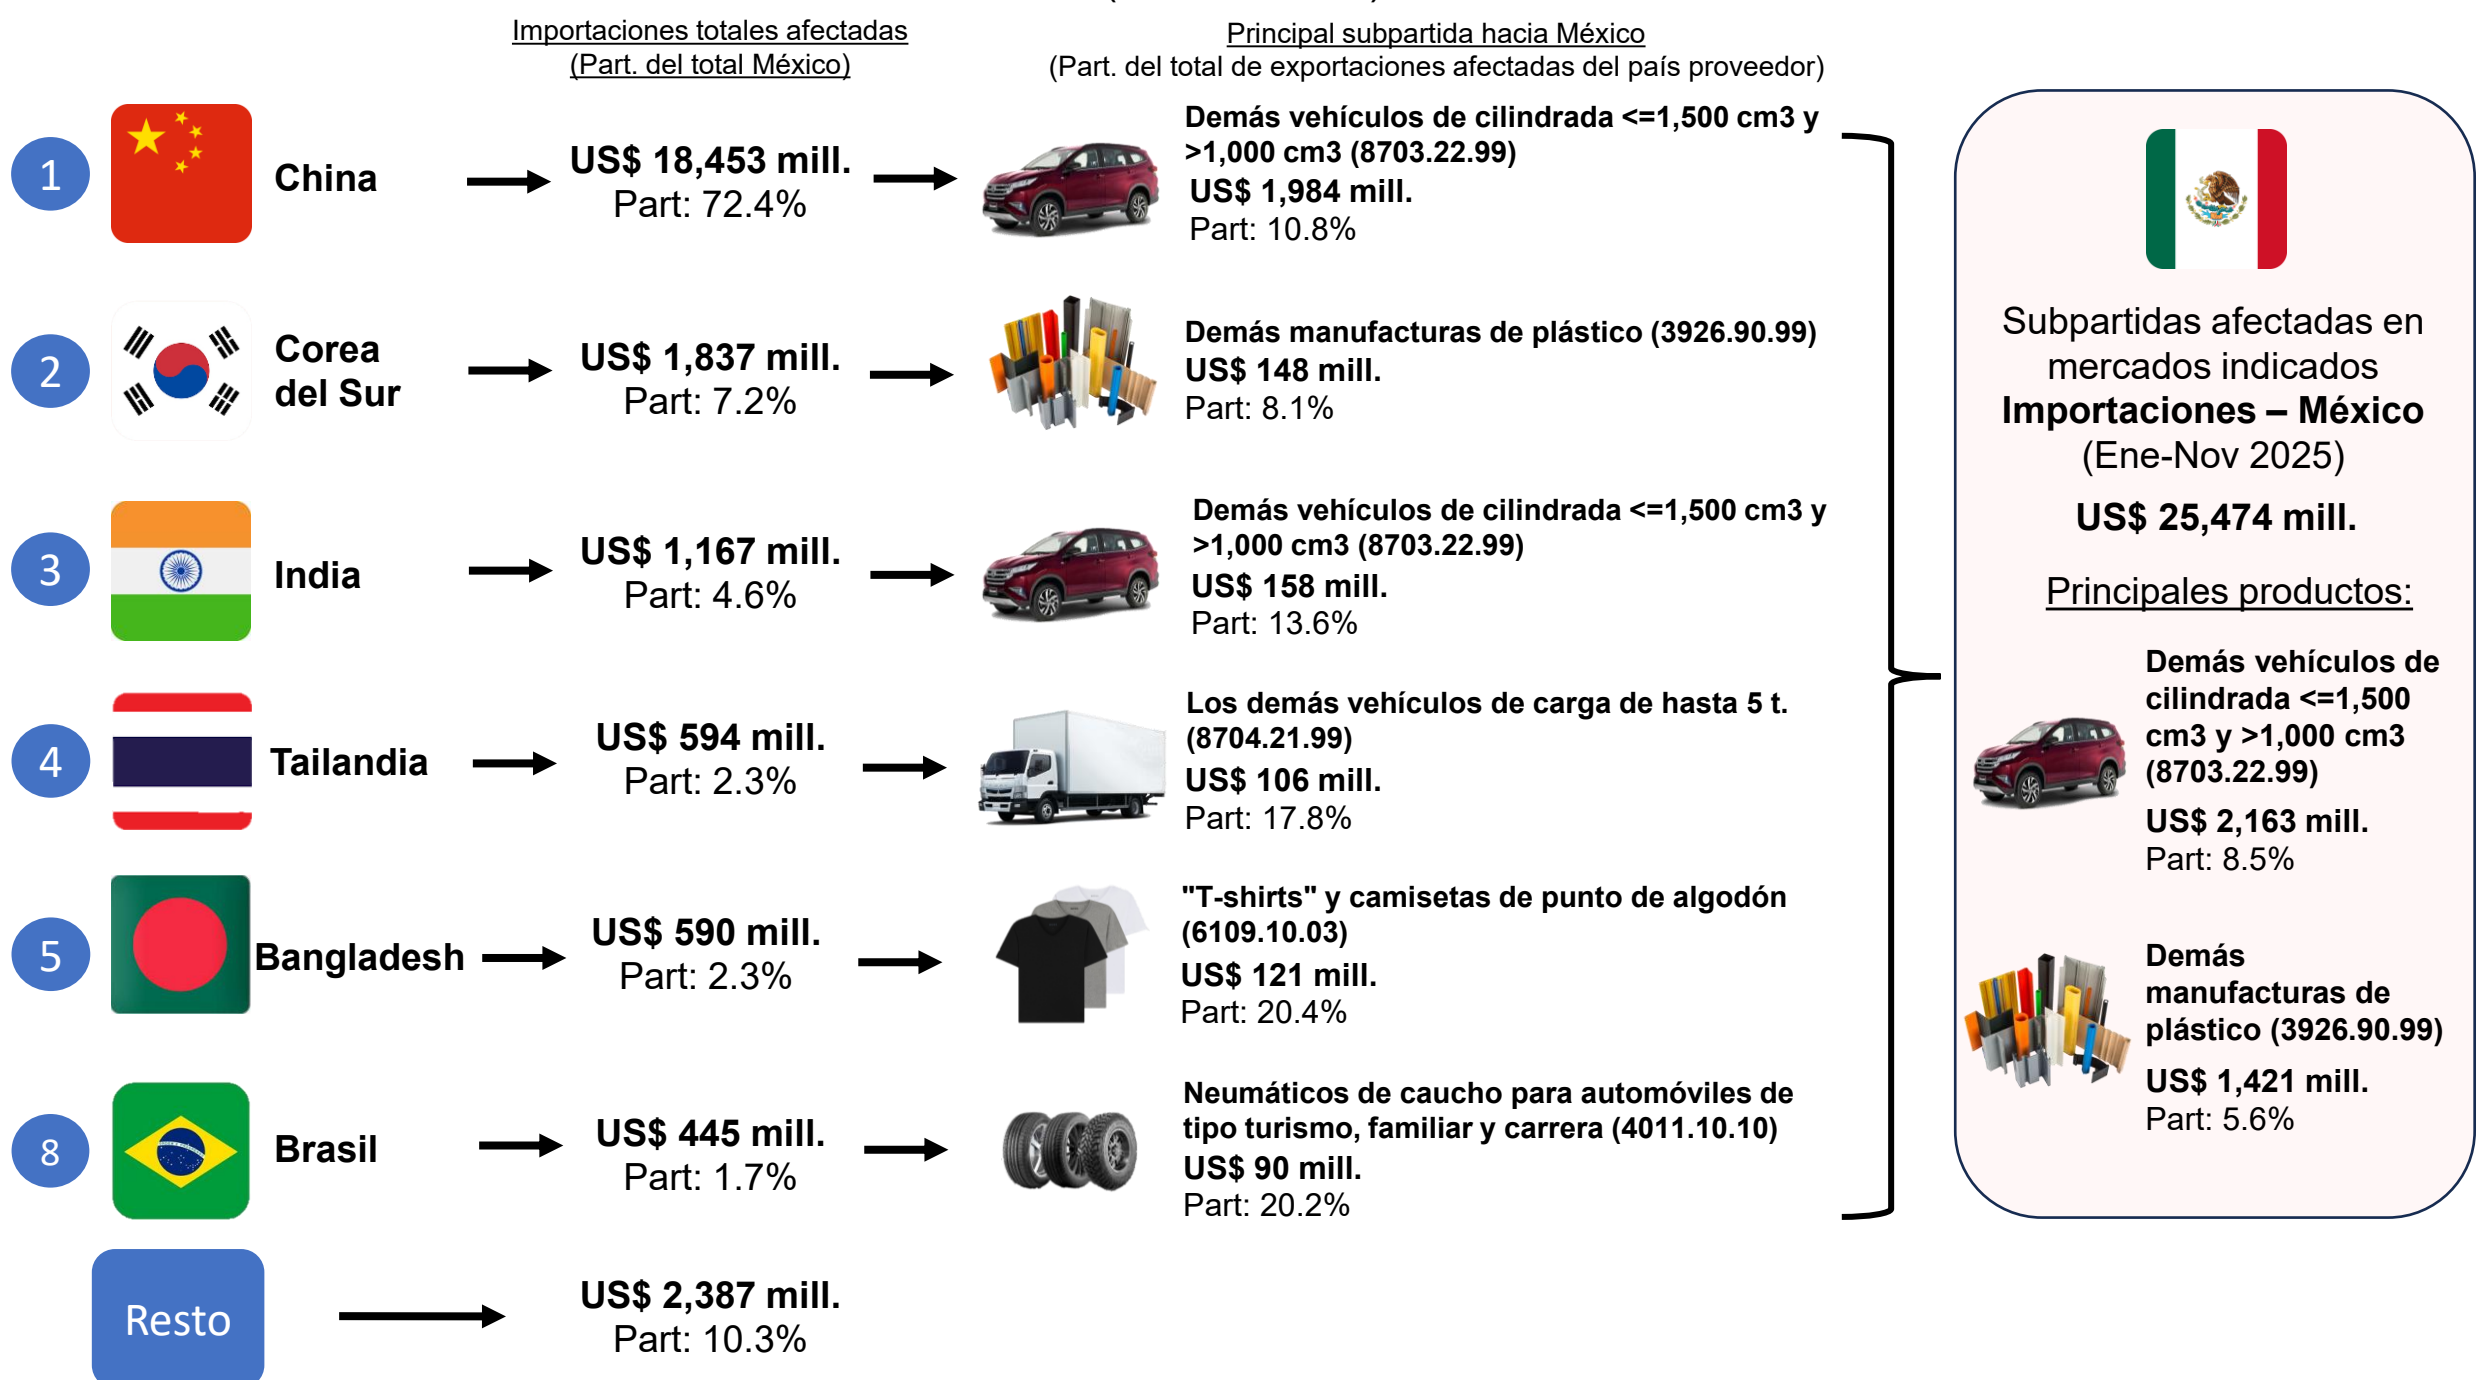 Importaciones totales afectadas
(Part. del total México)
Principal subpartida hacia México
(Part. del total de exportaciones afectadas del país proveedor)
1
China
US$ 18,453 mill.
Part: 72.4%
Demás vehículos de cilindrada <=1,500 cm3 y
>1,000 cm3 (8703.22.99)
US$ 1,984 mill.
Part: 10.8%
2
Corea
del Sur
US$ 1,837 mill.
Part: 7.2%
Demás manufacturas de plástico (3926.90.99)
US$ 148 mill.
Part: 8.1%
3
India
US$ 1,167 mill.
Part: 4.6%
Demás vehículos de cilindrada <=1,500 cm3 y
>1,000 cm3 (8703.22.99)
US$ 158 mill.
Part: 13.6%
4
Tailandia
US$ 594 mill.
Part: 2.3%
Los demás vehículos de carga de hasta 5 t.
(8704.21.99)
US$ 106 mill.
Part: 17.8%
5
Bangladesh
US$ 590 mill.
Part: 2.3%
"T-shirts" y camisetas de punto de algodón
(6109.10.03)
US$ 121 mill.
Part: 20.4%
8
Brasil
US$ 445 mill.
Part: 1.7%
Neumáticos de caucho para automóviles de
tipo turismo, familiar y carrera (4011.10.10)
US$ 90 mill.
Part: 20.2%
Resto
US$ 2,387 mill.
Part: 10.3%
Subpartidas afectadas en
mercados indicados
Importaciones – México
(Ene-Nov 2025)
US$ 25,474 mill.
Principales productos:
Demás vehículos de
cilindrada <=1,500
cm3 y >1,000 cm3
(8703.22.99)
US$ 2,163 mill.
Part: 8.5%
Demás
manufacturas de
plástico (3926.90.99)
US$ 1,421 mill.
Part: 5.6%